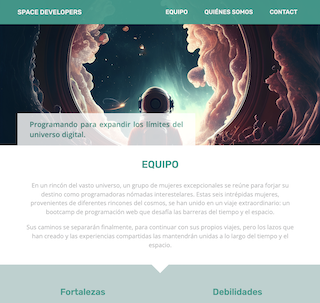 SPACE DEVELOPERS EQUIPO QUIÉNES SOMOS CONTACT
Programando para expandir los límites del
universo digital.
EQUIPO
En un rincón del vasto universo, un grupo de mujeres excepcionales se reúne para forjar su
destino como programadoras nómadas interestelares. Estas seis intrépidas mujeres,
provenientes de diferentes rincones del cosmos, se han unido en un viaje extraordinario: un
bootcamp de programación web que desafía las barreras del tiempo y el espacio.
Sus caminos se separarán finalmente, para continuar con sus propios viajes, pero los lazos que
han creado y las experiencias compartidas las mantendrán unidas a lo largo del tiempo y el
espacio.
Fortalezas Debilidades